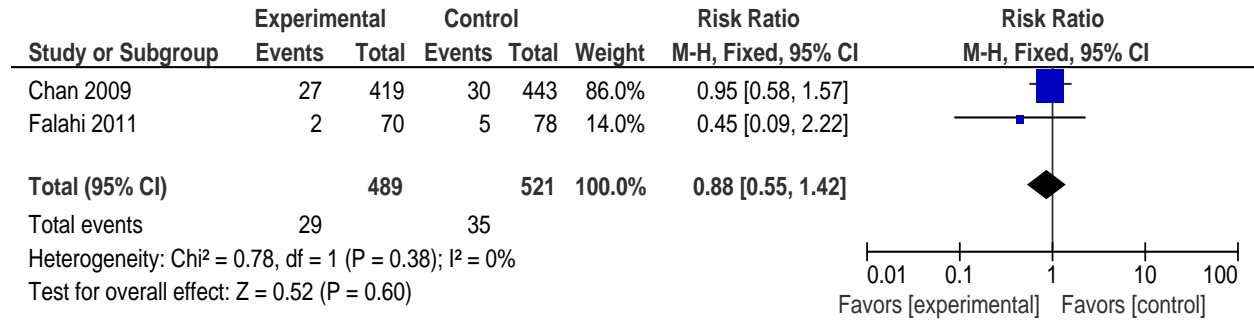 Experimental Control Risk Ratio Risk Ratio
Study or Subgroup Events Total Events Total Weight M-H, Fixed, 95% CI M-H, Fixed, 95% CI
Chan 2009 27 419 30 443 86.0% 0.95 [0.58, 1.57]
Falahi 2011 2 70 5 78 14.0% 0.45 [0.09, 2.22]
Total (95% CI) 489 521 100.0% 0.88 [0.55, 1.42]
Total events 29 35
Heterogeneity: Chi² = 0.78, df = 1 (P = 0.38); I² = 0%
Test for overall effect: Z = 0.52 (P = 0.60)
0.01 0.1 1 10 100
Favors [experimental] Favors [control]